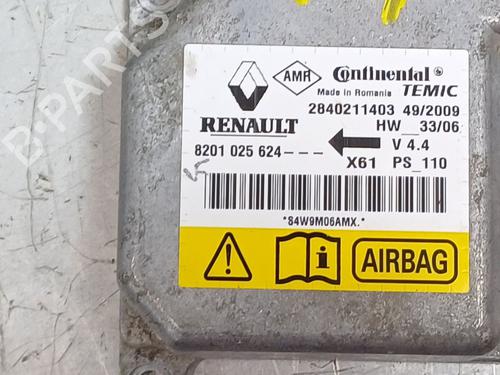 B-PARTS
AMR Continental
Made in Romania TEMIC
2840211403 49/2009
RENAULT HW__33/06
8201 025 624--- V 4.4
X61 PS_110
*84W9M06AMX.*
i AIRBAG